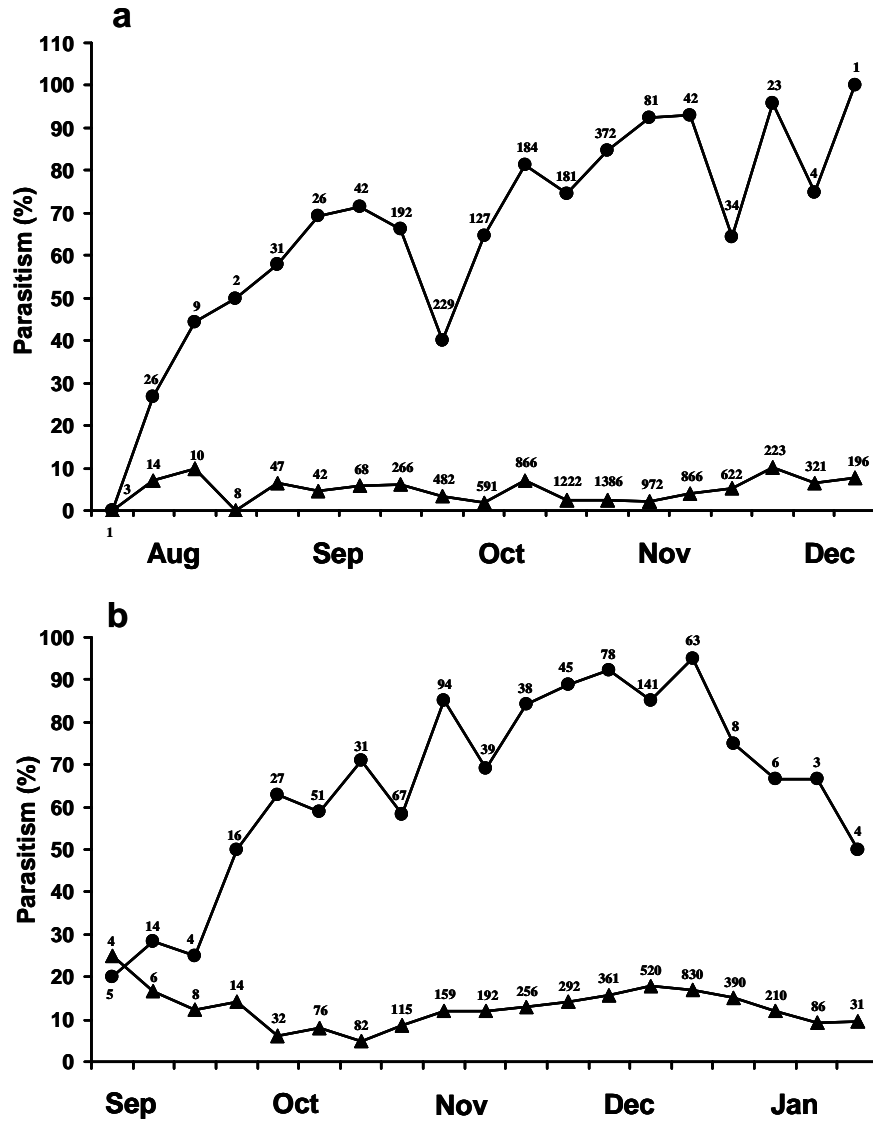 a
110
100
90
80
70
60
50
40
30
20
10
0
Parasitism (%)
1 26 9 2 31 26 42 192 229 127 184 181 372 81 42 34 23 4 1
3 14 10 8 47 42 68 266 482 591 866 1222 1386 972 866 622 223 321 196
Aug Sep Oct Nov Dec
b
100
90
80
70
60
50
40
30
20
10
0
Parasitism (%)
5 14 4 16 27 51 31 67 94 39 38 45 78 141 63 8 6 3 4
4 6 8 14 32 76 82 115 159 192 256 292 361 520 830 390 210 86 31
Sep Oct Nov Dec Jan